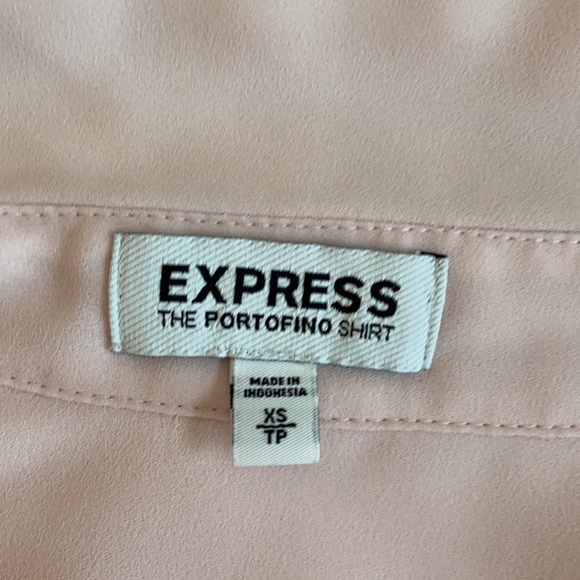 EXPRESS
THE PORTOFINO SHIRT
MADE IN
INDONESIA
XS
TP